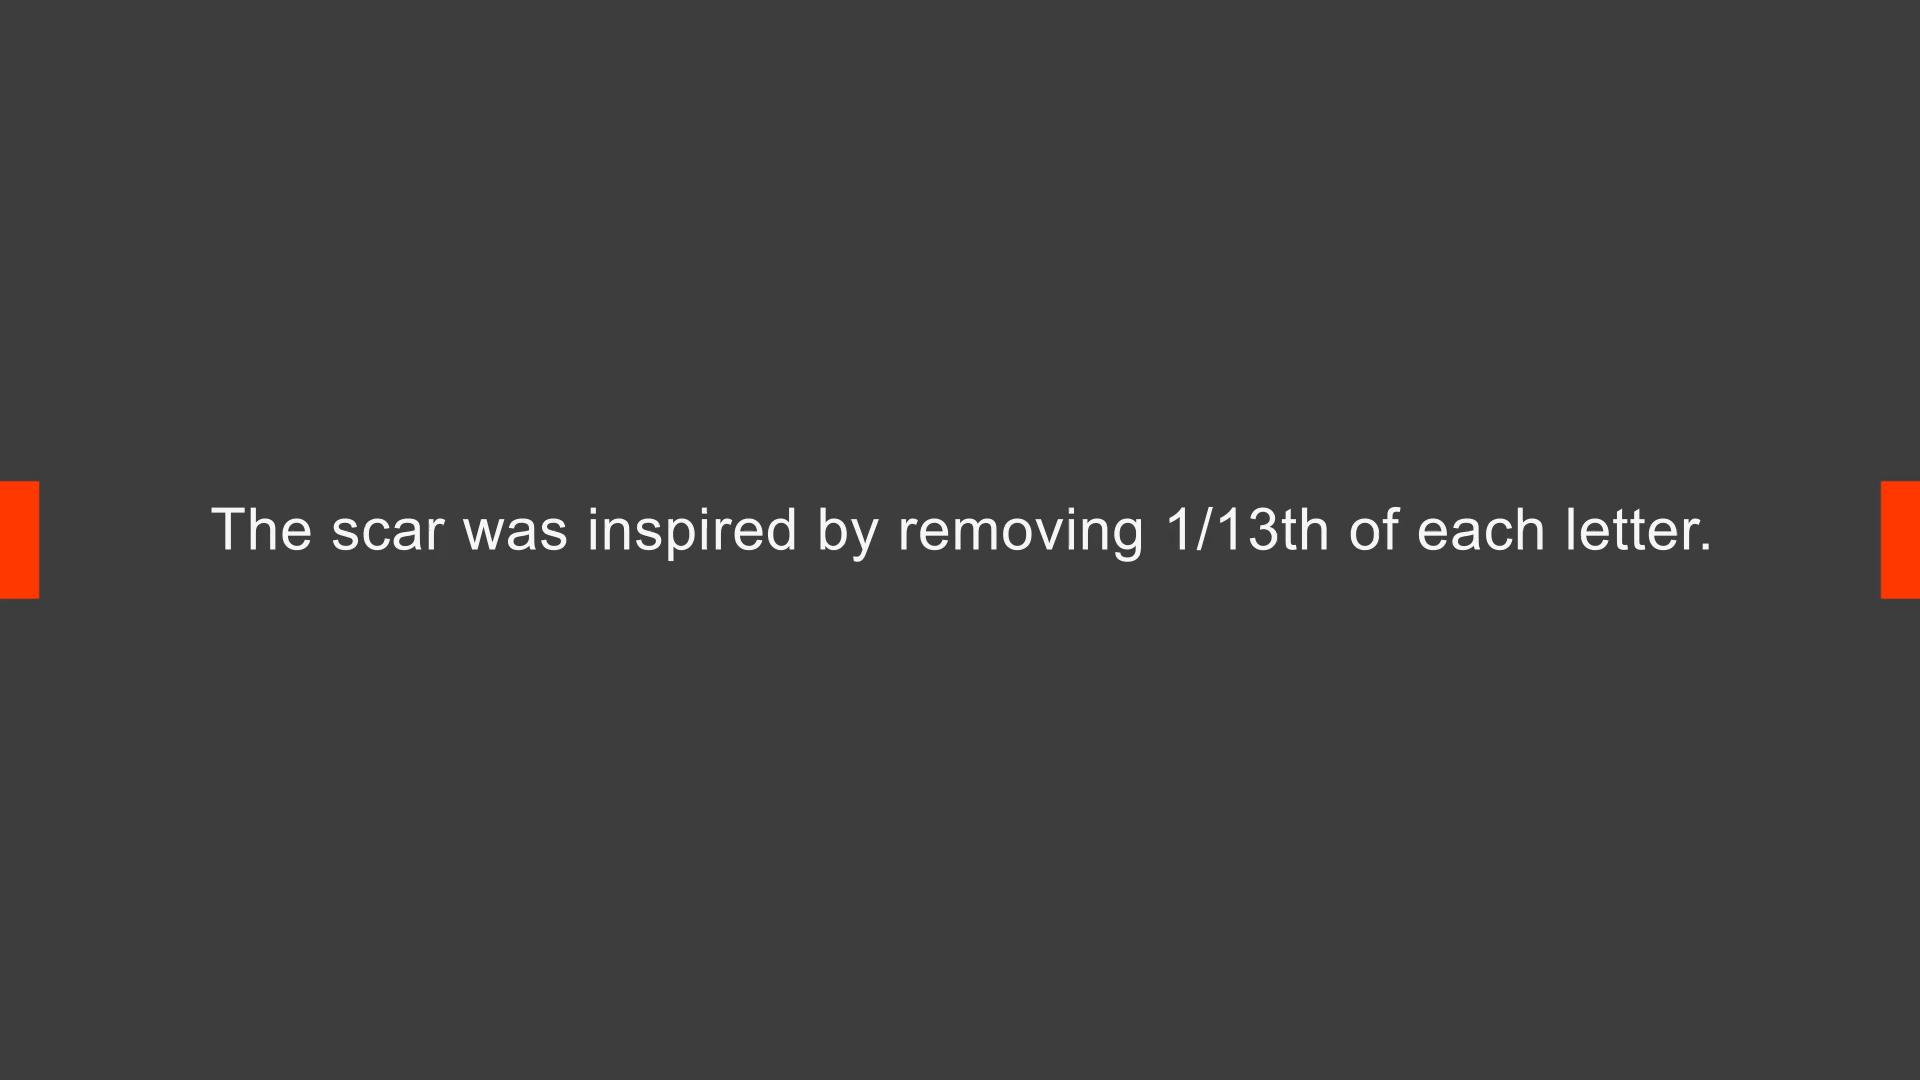 The scar was inspired by removing 1/13th of each letter.